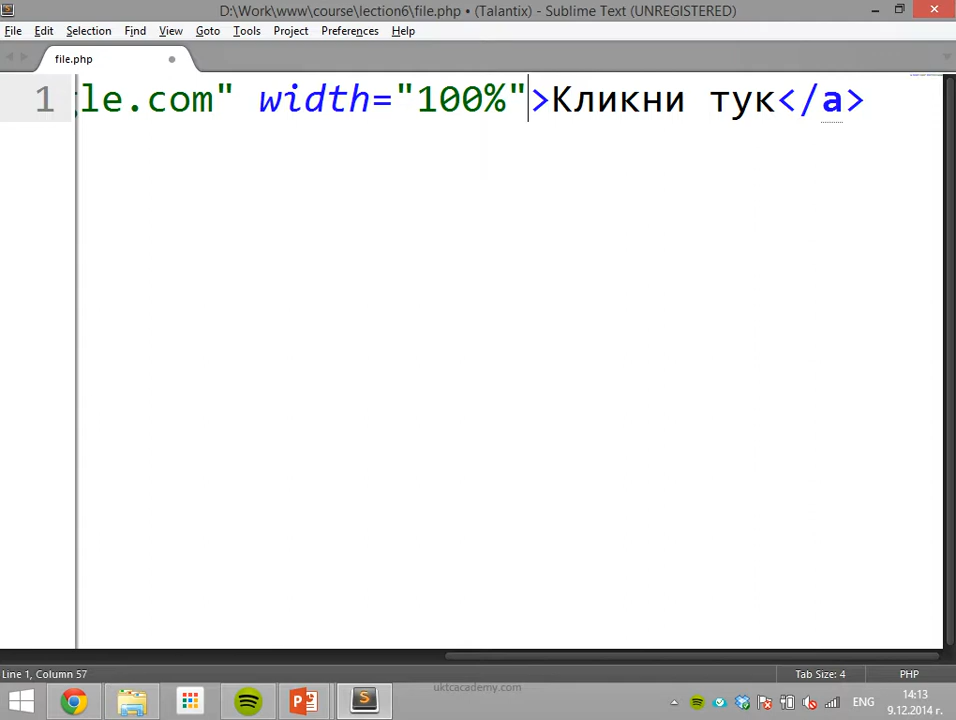 D:\Work\www\course\lection6\file.php • (Talantix) - Sublime Text (UNREGISTERED)
File Edit Selection Find View Goto Tools Project Preferences Help
file.php
1 gle.com" width="100%">Кликни тук</a>
Line 1, Column 57 Tab Size: 4 PHP
uktcacademy.com
ENG
14:13
9.12.2014 г.